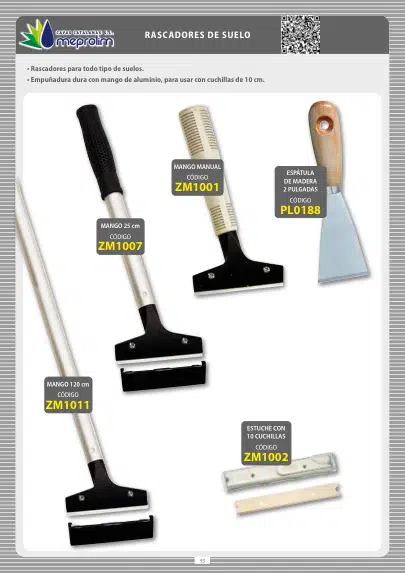 CAYAS CATALANAS S.L.
meprolim
RASCADORES DE SUELO
• Rascadores para todo tipo de suelos.
• Empuñadura dura con mango de aluminio, para usar con cuchillas de 10 cm.
MANGO MANUAL
CÓDIGO
ZM1001
ESPÁTULA
DE MADERA
2 PULGADAS
CÓDIGO
PL0188
MANGO 25 cm
CÓDIGO
ZM1007
MANGO 120 cm
CÓDIGO
ZM1011
ESTUCHE CON
10 CUCHILLAS
CÓDIGO
ZM1002